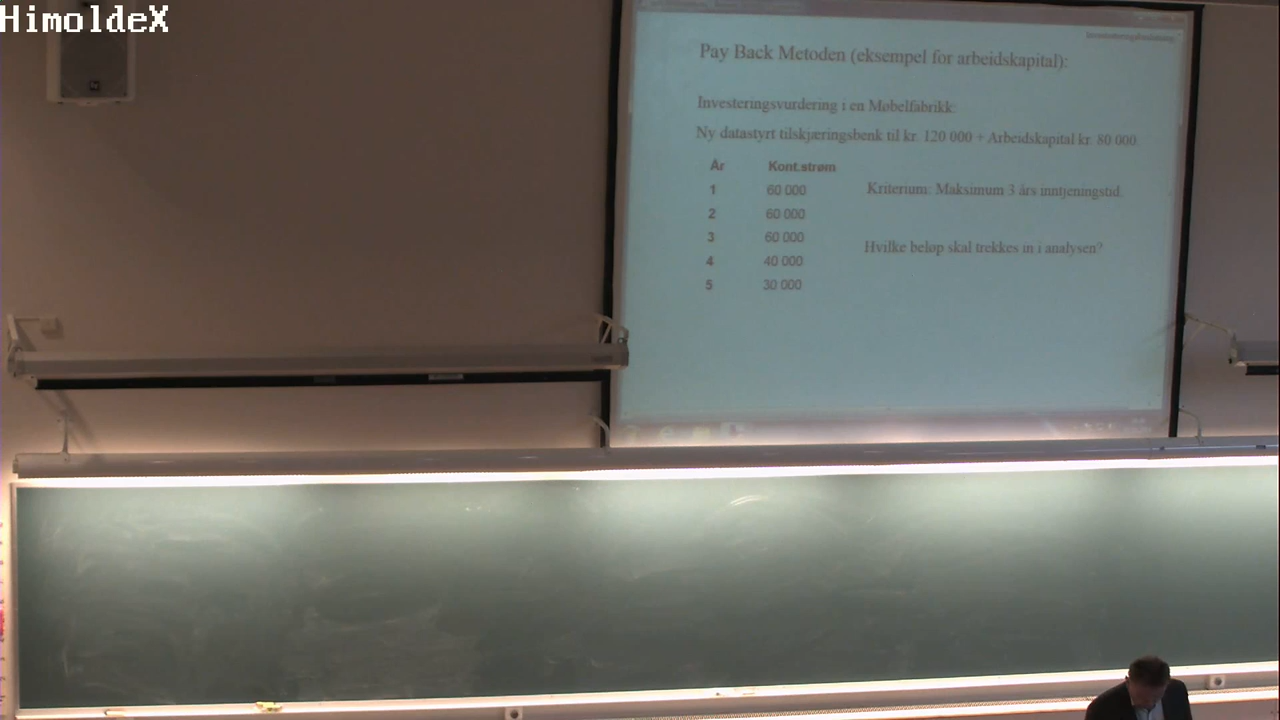 HimoldeX
Investeringsbeslutning
Pay Back Metoden (eksempel for arbeidskapital):
Investeringsvurdering i en Møbelfabrikk:
Ny datastyrt tilskjæringsbenk til kr. 120 000 + Arbeidskapital kr. 80 000.
År Kont.strøm
1 60 000 Kriterium: Maksimum 3 års inntjeningstid.
2 60 000
3 60 000 Hvilke beløp skal trekkes in i analysen?
4 40 000
5 30 000